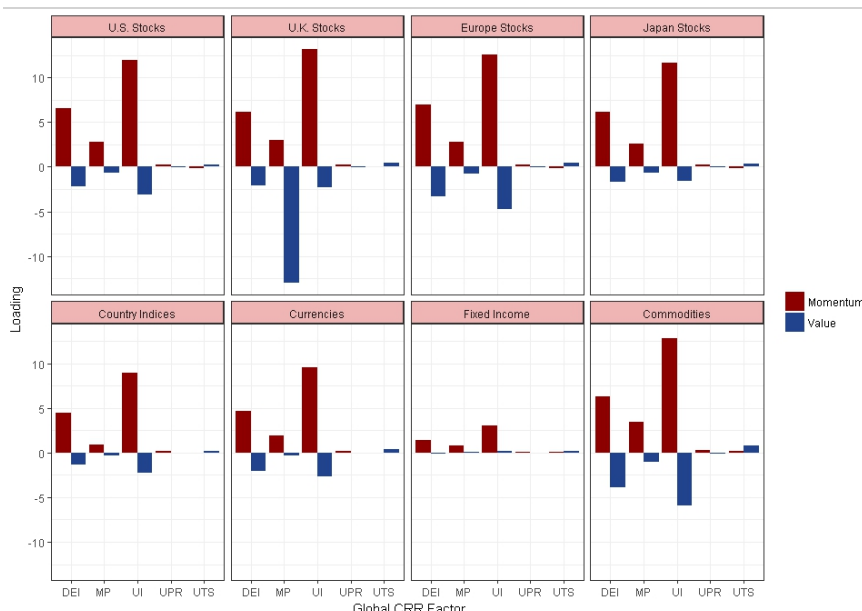 U.S. Stocks U.K. Stocks Europe Stocks Japan Stocks
10
5
0
-5
-10
Loading
Momentum
Value
Country Indices Currencies Fixed Income Commodities
10
5
0
-5
-10
DEI MP UI UPR UTS DEI MP UI UPR UTS DEI MP UI UPR UTS DEI MP UI UPR UTS
Global CRR Factor